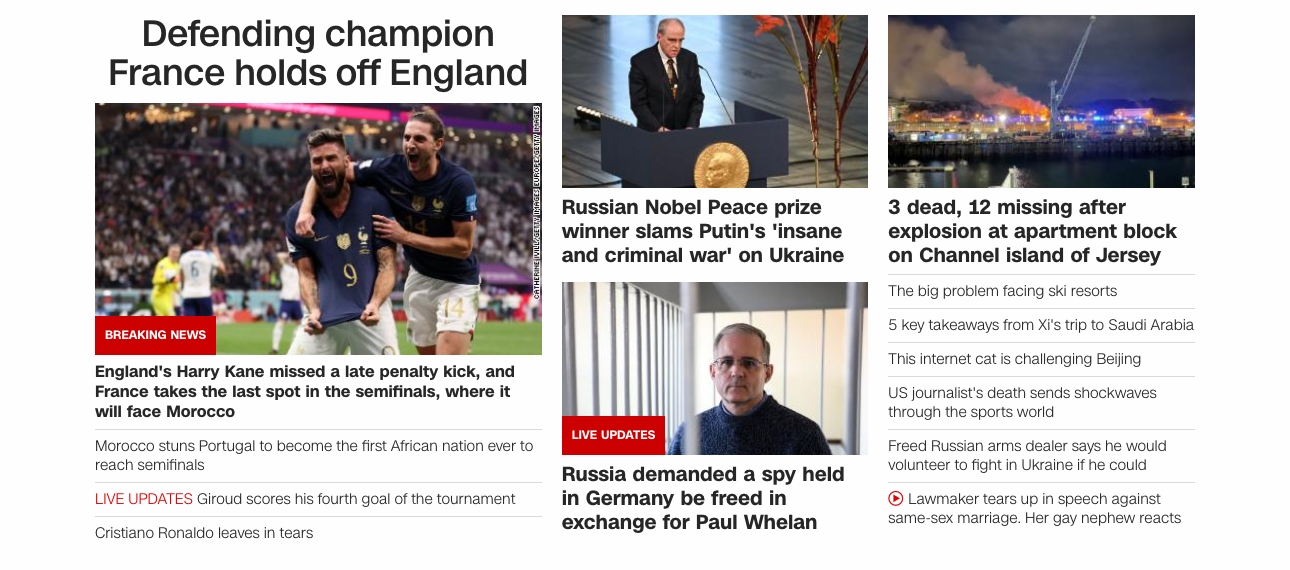 Defending champion
France holds off England
CATHERINE IVILL/GETTY IMAGES EUROPE/GETTY IMAGES
6
9
14
BREAKING NEWS
England's Harry Kane missed a late penalty kick, and
France takes the last spot in the semifinals, where it
will face Morocco
Morocco stuns Portugal to become the first African nation ever to
reach semifinals
LIVE UPDATES Giroud scores his fourth goal of the tournament
Cristiano Ronaldo leaves in tears
Russian Nobel Peace prize
winner slams Putin's 'insane
and criminal war' on Ukraine
LIVE UPDATES
Russia demanded a spy held
in Germany be freed in
exchange for Paul Whelan
3 dead, 12 missing after
explosion at apartment block
on Channel island of Jersey
The big problem facing ski resorts
5 key takeaways from Xi's trip to Saudi Arabia
This internet cat is challenging Beijing
US journalist's death sends shockwaves
through the sports world
Freed Russian arms dealer says he would
volunteer to fight in Ukraine if he could
Lawmaker tears up in speech against
same-sex marriage. Her gay nephew reacts